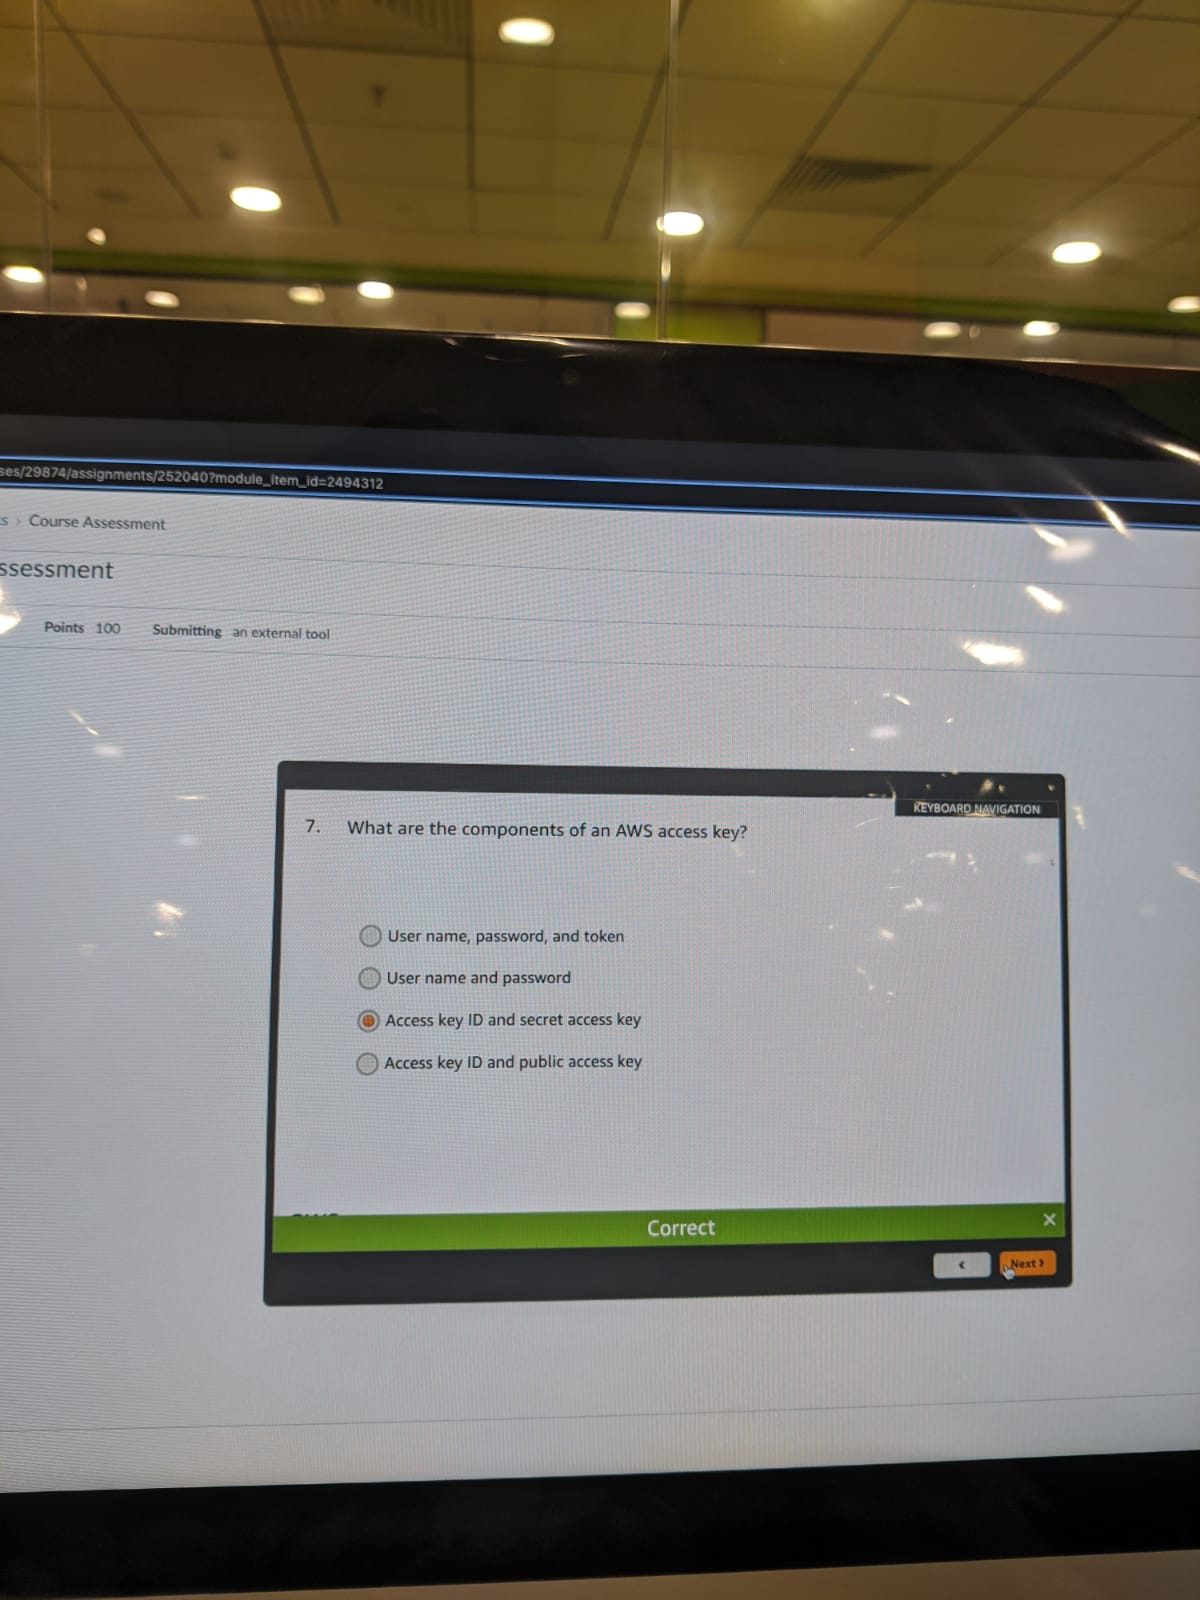 ses/29874/assignments/252040?module_item_id=2494312
s › Course Assessment
ssessment
Points 100 Submitting an external tool
KEYBOARD NAVIGATION
7. What are the components of an AWS access key?
User name, password, and token
User name and password
Access key ID and secret access key
Access key ID and public access key
Correct
Next